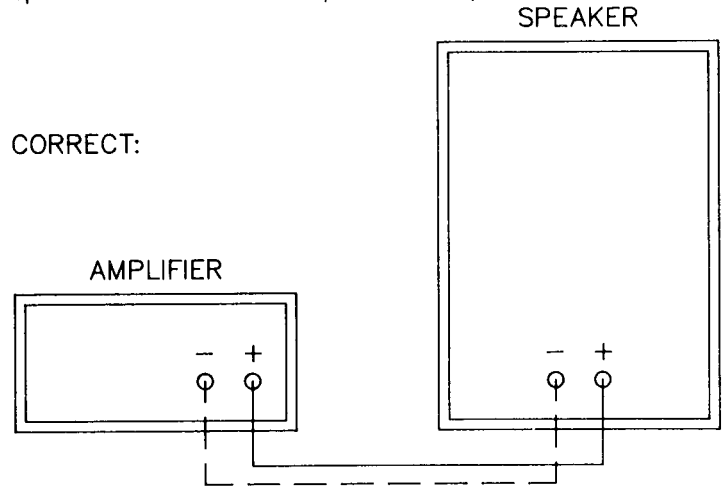 SPEAKER
CORRECT:
AMPLIFIER
− +
− +